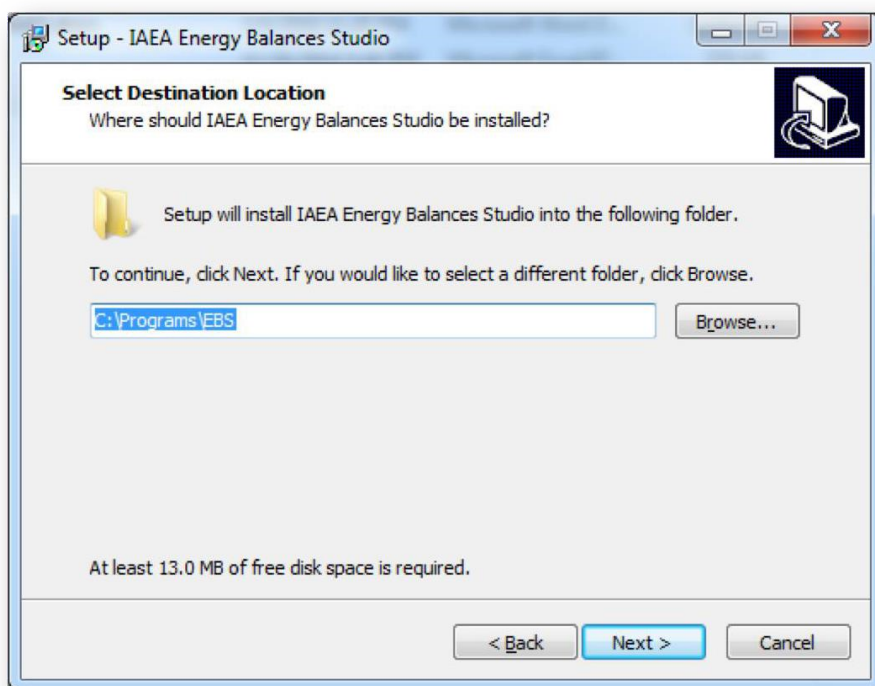 Setup - IAEA Energy Balances Studio
Select Destination Location
Where should IAEA Energy Balances Studio be installed?
Setup will install IAEA Energy Balances Studio into the following folder.
To continue, click Next. If you would like to select a different folder, click Browse.
C:\Programs\EBS
Browse...
At least 13.0 MB of free disk space is required.
< Back
Next >
Cancel